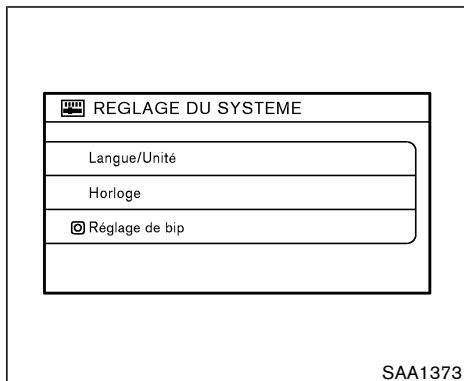 REGLAGE DU SYSTEME
Langue/Unité
Horloge
Réglage de bip
SAA1373